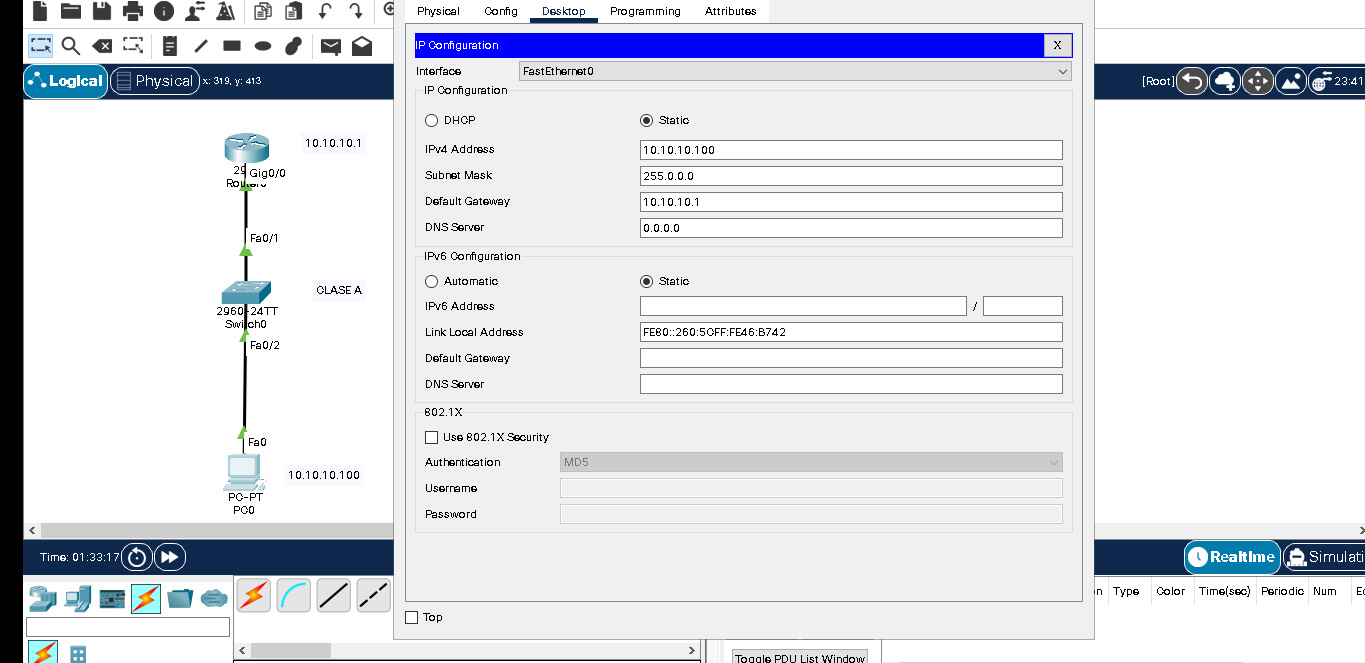 Physical Config Desktop Programming Attributes
IP Configuration X
Interface FastEthernet0
Logical Physical x: 319, y: 413
[Root] 23:41
IP Configuration
DHCP Static
IPv4 Address 10.10.10.100
Subnet Mask 255.0.0.0
Default Gateway 10.10.10.1
DNS Server 0.0.0.0
IPv6 Configuration
Automatic Static
IPv6 Address /
Link Local Address FE80::260:5CFF:FE46:B742
Default Gateway
DNS Server
802.1X
Use 802.1X Security
Authentication MD5
Username
Password
Top
10.10.10.1
29
Gig0/0
Router0
Fa0/1
CLASE A
2960-24TT
Switch0
Fa0/2
Fa0
10.10.10.100
PC-PT
PC0
Time: 01:33:17
Realtime Simulati
Type Color Time(sec) Periodic Num
Toggle PDU List Window